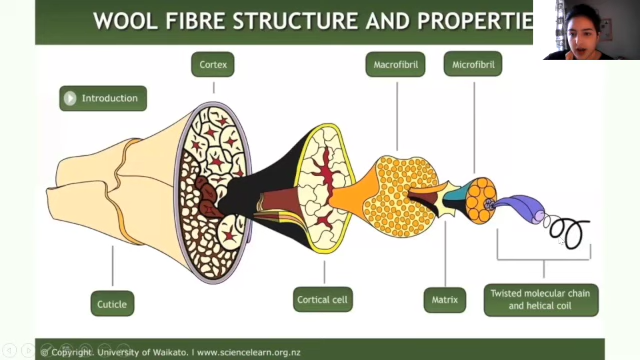 WOOL FIBRE STRUCTURE AND PROPERTIE
Cortex
Macrofibril
Microfibril
Introduction
Cuticle
Cortical cell
Matrix
Twisted molecular chain
and helical coil
© Copyright. University of Waikato. | www.sciencelearn.org.nz